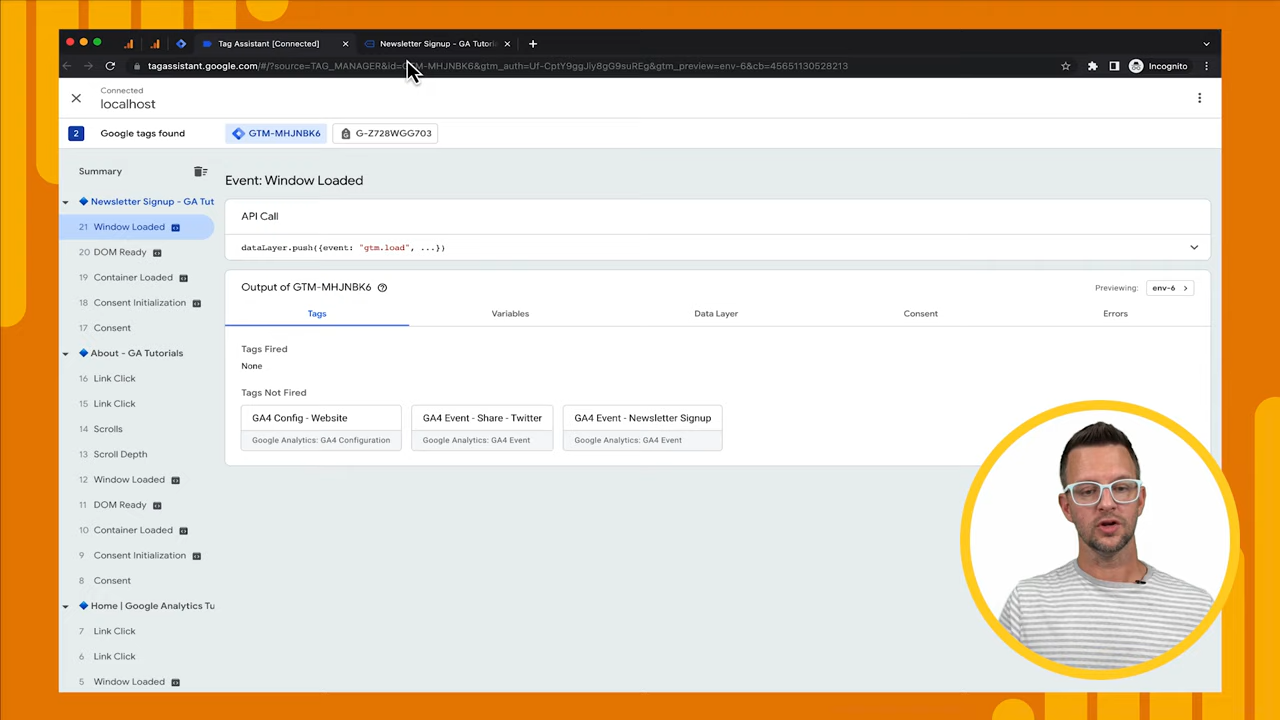 Tag Assistant [Connected]
Newsletter Signup - GA Tutori
tagassistant.google.com/#/?source=TAG_MANAGER&id=GTM-MHJNBK6&gtm_auth=Uf-CptY9ggJly8gG9suREg&gtm_preview=env-6&cb=45651130528213
Incognito
Connected
localhost
2 Google tags found
GTM-MHJNBK6
G-Z728WGG703
Summary
Newsletter Signup - GA Tut
21 Window Loaded
20 DOM Ready
19 Container Loaded
18 Consent Initialization
17 Consent
About - GA Tutorials
16 Link Click
15 Link Click
14 Scrolls
13 Scroll Depth
12 Window Loaded
11 DOM Ready
10 Container Loaded
9 Consent Initialization
8 Consent
Home | Google Analytics Tu
7 Link Click
6 Link Click
5 Window Loaded
Event: Window Loaded
API Call
dataLayer.push({event: "gtm.load", ...})
Output of GTM-MHJNBK6
Previewing: env-6
Tags Variables Data Layer Consent Errors
Tags Fired
None
Tags Not Fired
GA4 Config - Website
Google Analytics: GA4 Configuration
GA4 Event - Share - Twitter
Google Analytics: GA4 Event
GA4 Event - Newsletter Signup
Google Analytics: GA4 Event